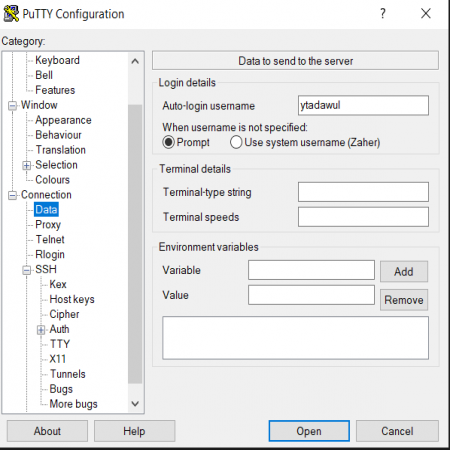 PuTTY Configuration
? ×
Category:
Keyboard
Bell
Features
Window
Appearance
Behaviour
Translation
Selection
Colours
Connection
Data
Proxy
Telnet
Rlogin
SSH
Kex
Host keys
Cipher
Auth
TTY
X11
Tunnels
Bugs
More bugs
Data to send to the server
Login details
Auto-login username ytadawul
When username is not specified:
Prompt Use system username (Zaher)
Terminal details
Terminal-type string
Terminal speeds
Environment variables
Variable Add
Value Remove
About Help Open Cancel